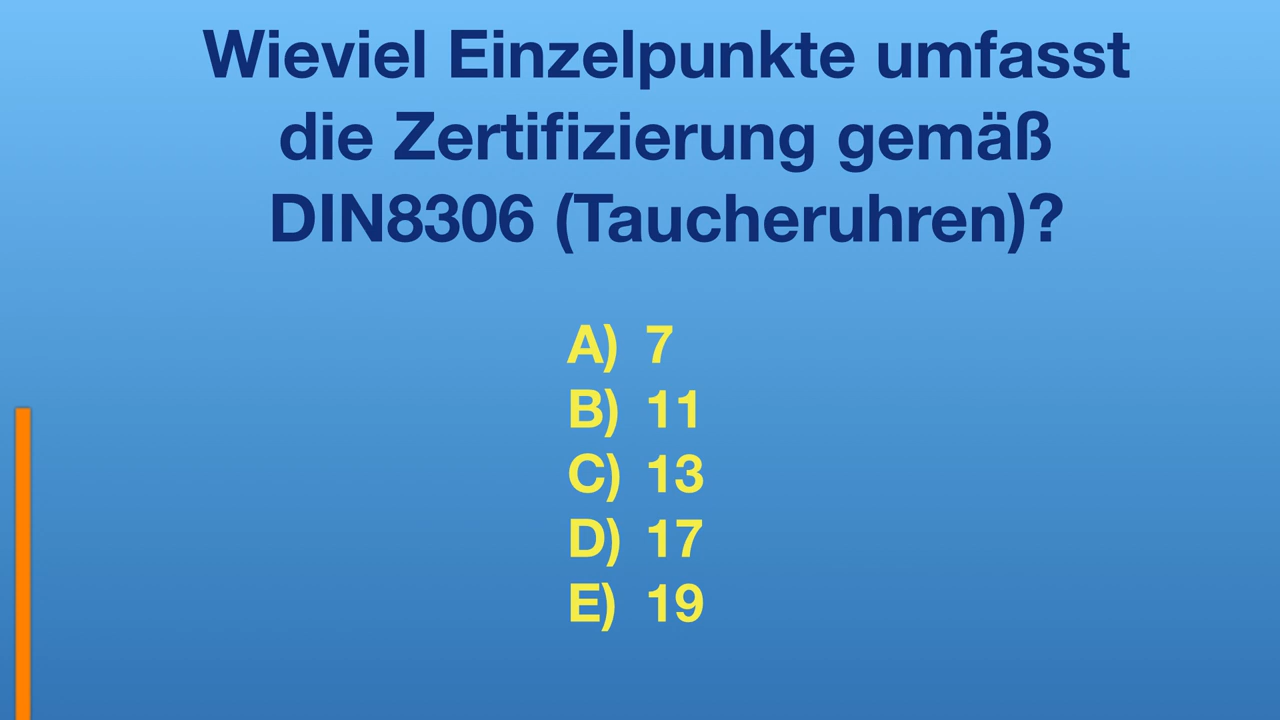 Wieviel Einzelpunkte umfasst
die Zertifizierung gemäß
DIN8306 (Taucheruhren)?
A) 7
B) 11
C) 13
D) 17
E) 19